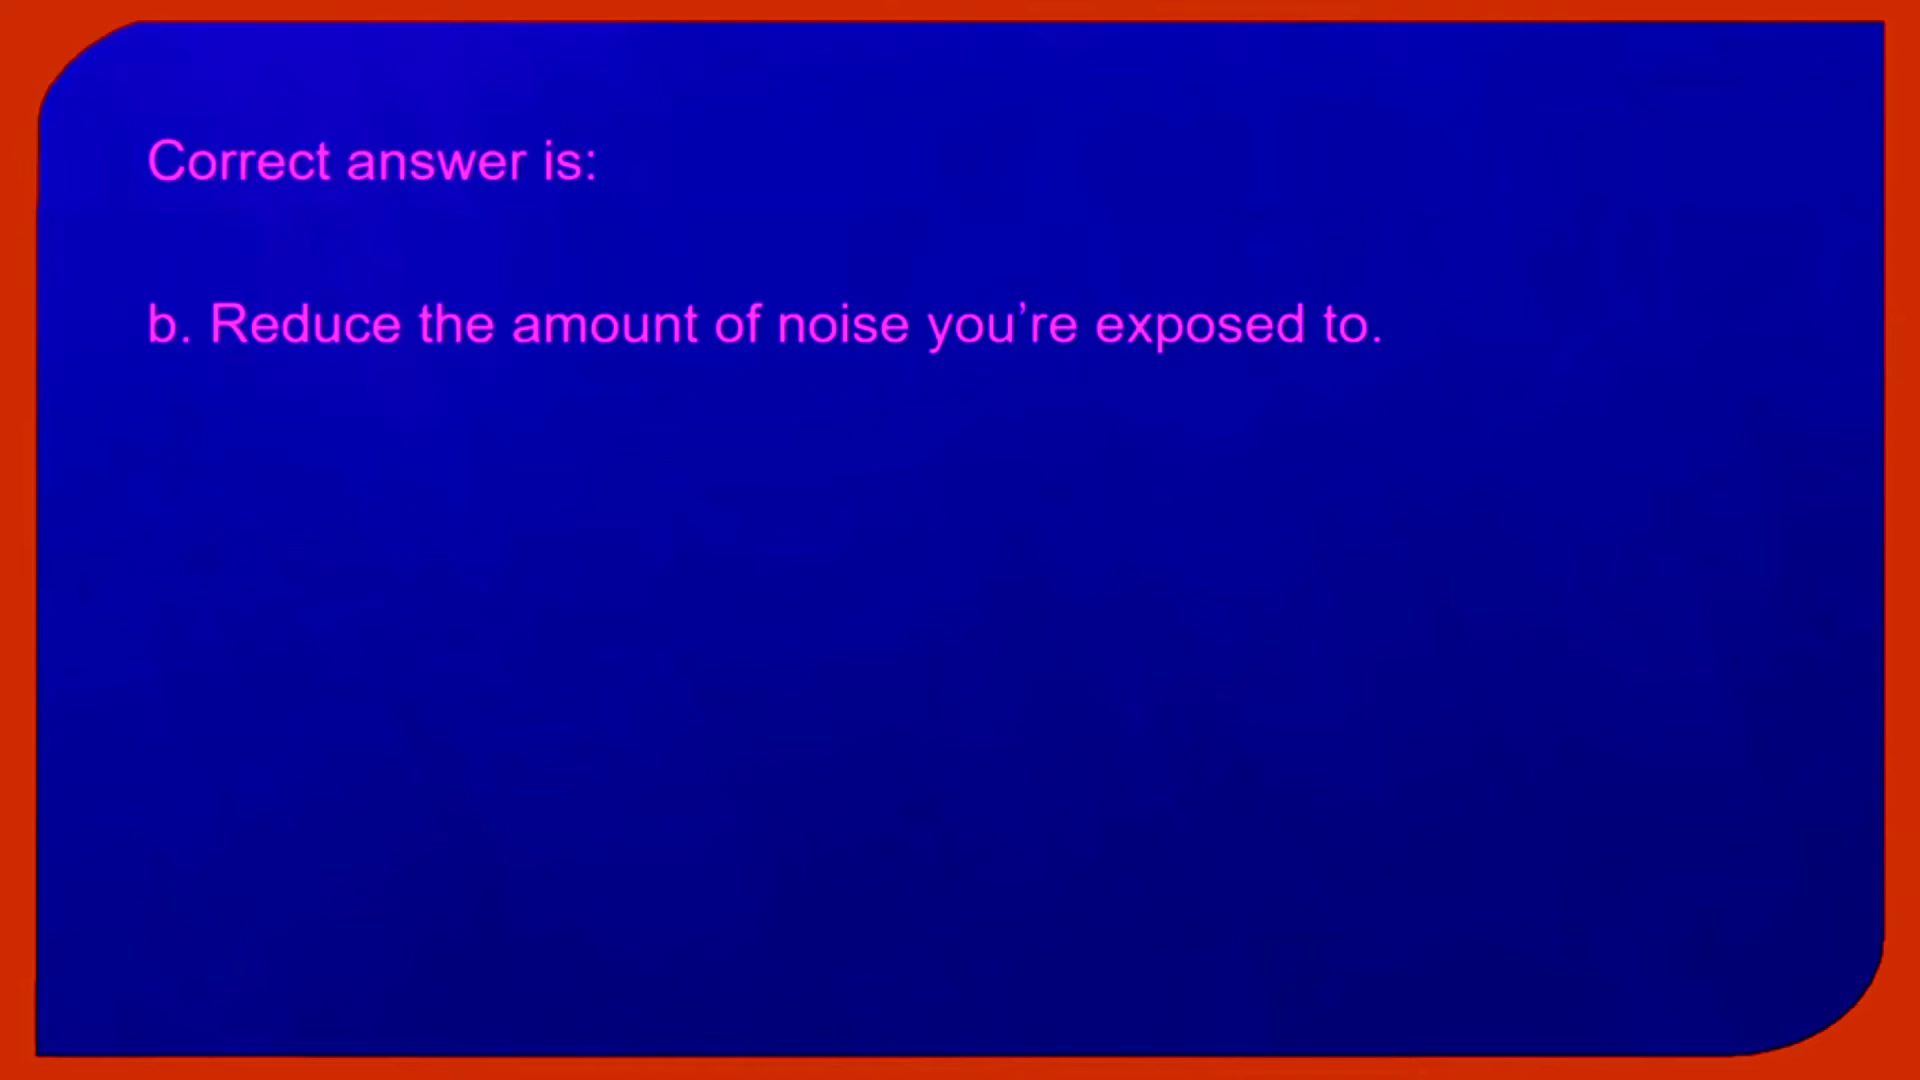 Correct answer is:
b. Reduce the amount of noise you’re exposed to.